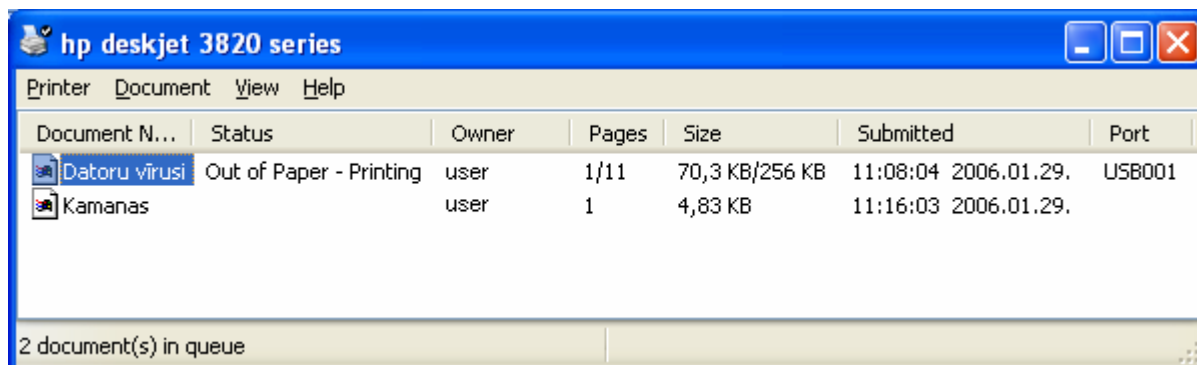 hp deskjet 3820 series
Printer Document View Help
Document N... Status Owner Pages Size Submitted Port
Datoru vīrusi Out of Paper - Printing user 1/11 70,3 KB/256 KB 11:08:04 2006.01.29. USB001
Kamanas user 1 4,83 KB 11:16:03 2006.01.29.
2 document(s) in queue